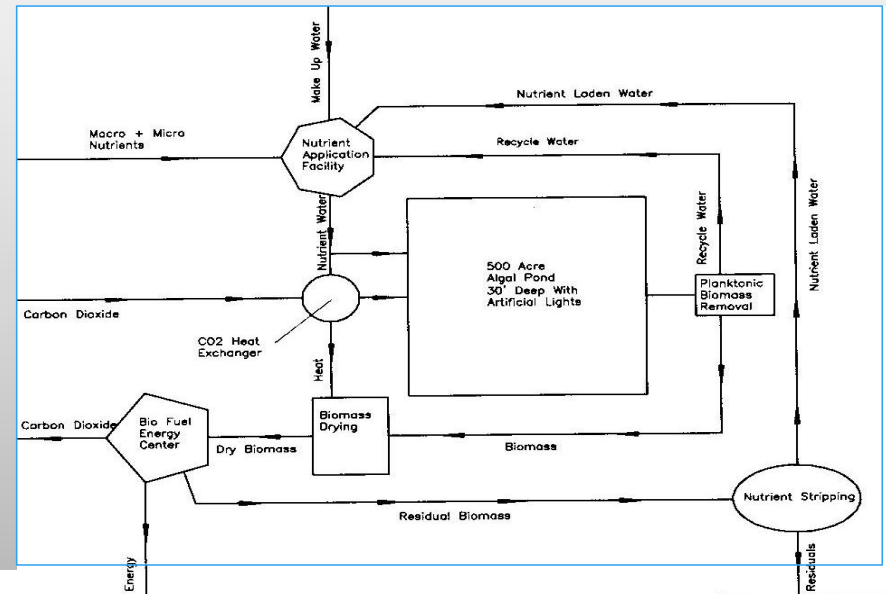 Make Up Water
Nutrient Laden Water
Macro + Micro
Nutrients
Nutrient
Application
Facility
Recycle Water
Nutrient Water
Recycle Water
Nutrient Laden Water
500 Acre
Algal Pond
30' Deep With
Artificial Lights
Planktonic
Biomass
Removal
Carbon Dioxide
CO2 Heat
Exchanger
Heat
Biomass
Drying
Carbon Dioxide
Bio Fuel
Energy
Center
Dry Biomass
Biomass
Nutrient Stripping
Residual Biomass
Energy
Residuals